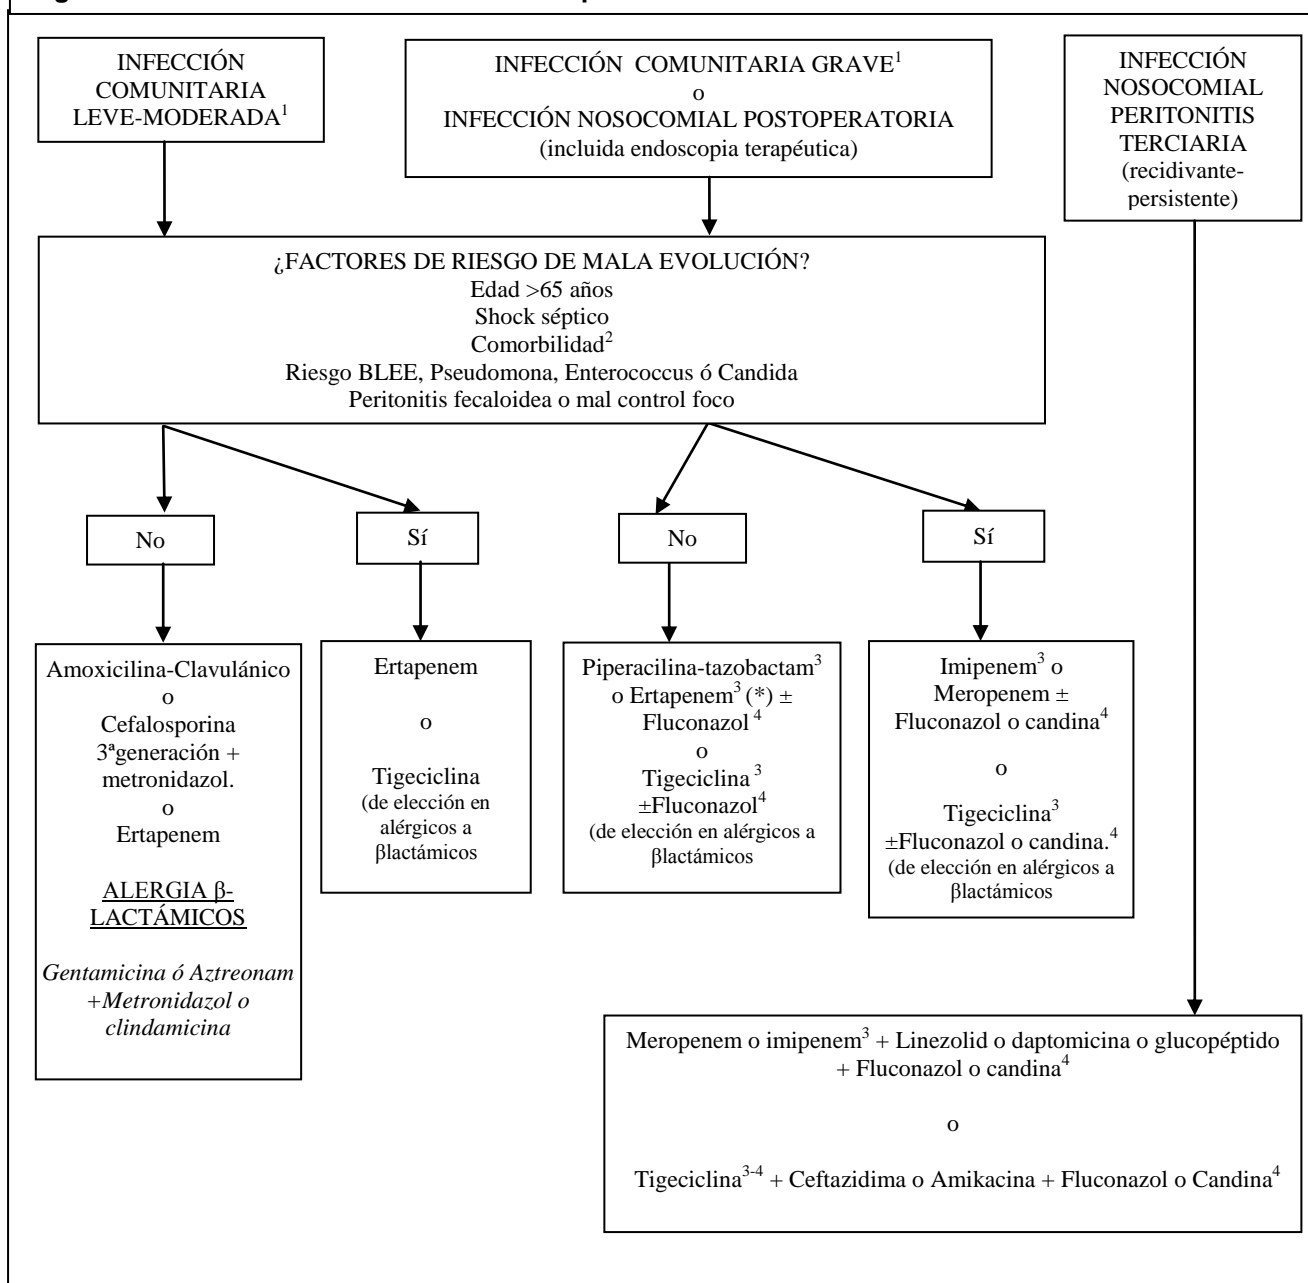 INFECCIÓN
COMUNITARIA
LEVE-MODERADA¹
INFECCIÓN COMUNITARIA GRAVE¹
o
INFECCIÓN NOSOCOMIAL POSTOPERATORIA
(incluida endoscopia terapéutica)
INFECCIÓN
NOSOCOMIAL
PERITONITIS
TERCIARIA
(recidivante-
persistente)
¿FACTORES DE RIESGO DE MALA EVOLUCIÓN?
Edad >65 años
Shock séptico
Comorbilidad²
Riesgo BLEE, Pseudomona, Enterococcus ó Candida
Peritonitis fecaloidea o mal control foco
No
Sí
No
Sí
Amoxicilina-Clavulánico
o
Cefalosporina
3ªgeneración +
metronidazol.
o
Ertapenem
ALERGIA β-
LACTÁMICOS
Gentamicina ó Aztreonam
+Metronidazol o
clindamicina
Ertapenem
o
Tigeciclina
(de elección en
alérgicos a
βlactámicos
Piperacilina-tazobactam³
o Ertapenem³ (*) ±
Fluconazol ⁴
o
Tigeciclina ³
±Fluconazol⁴
(de elección en alérgicos a
βlactámicos
Imipenem³ o
Meropenem ±
Fluconazol o candina⁴
o
Tigeciclina³
±Fluconazol o candina.⁴
(de elección en alérgicos a
βlactámicos
Meropenem o imipenem³ + Linezolid o daptomicina o glucopéptido
+ Fluconazol o candina⁴
o
Tigeciclina³⁻⁴ + Ceftazidima o Amikacina + Fluconazol o Candina⁴